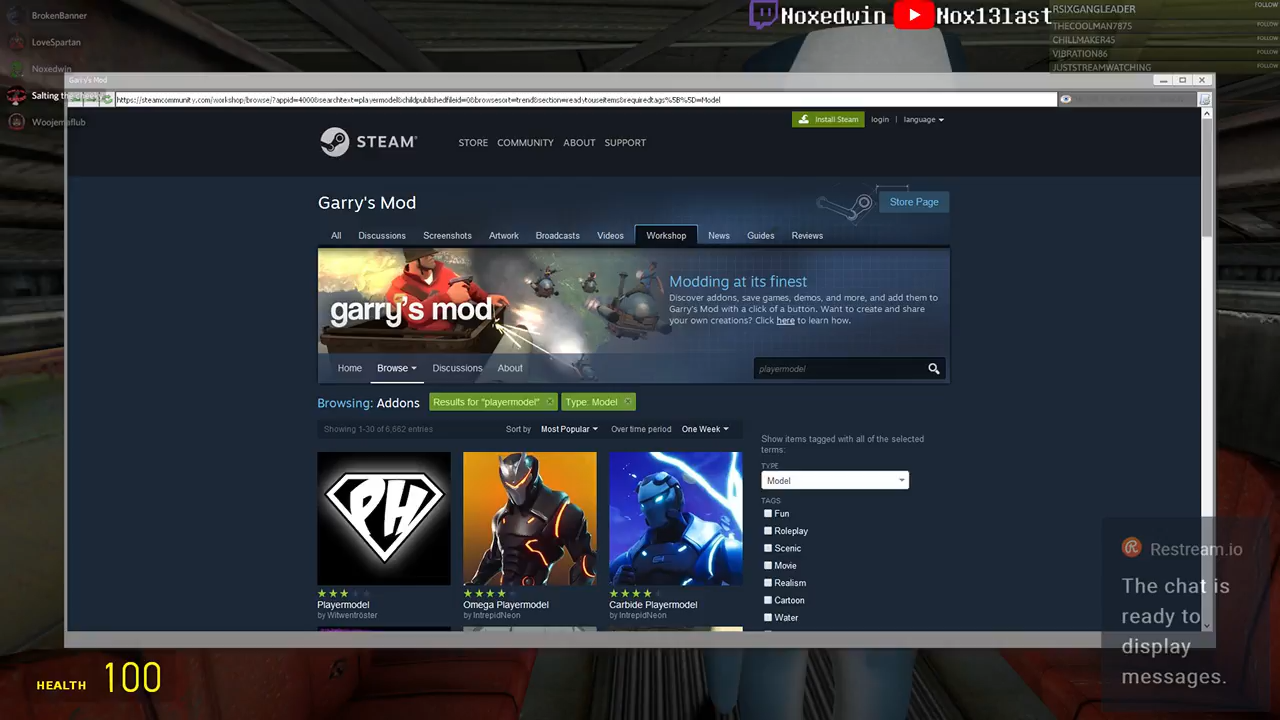 BrokenBanner
LoveSpartan
Noxedwin
Salting the
Woojemaflub
Noxedwin
Nox13last
RSIXGANGLEADER
FOLLOW
THECOOLMAN7875
FOLLOW
CHILLMAKER45
FOLLOW
VIBRATION86
FOLLOW
JUSTSTREAMWATCHING
FOLLOW
Garry's Mod
https://steamcommunity.com/workshop/browse/?appid=4000&searchtext=playermodel&childpublishedfileid=0&browsesort=trend&section=readytouseitems&requiredtags%5B%5D=Model
Install Steam
login | language
STEAM
STORE COMMUNITY ABOUT SUPPORT
Garry's Mod
Store Page
All Discussions Screenshots Artwork Broadcasts Videos Workshop News Guides Reviews
garry's mod
Modding at its finest
Discover addons, save games, demos, and more, and add them to
Garry's Mod with a click of a button. Want to create and share
your own creations? Click here to learn how.
Home Browse Discussions About
playermodel
Browsing: Addons
Results for "playermodel"
Type: Model
Showing 1-30 of 6,662 entries
Sort by Most Popular Over time period One Week
Show items tagged with all of the selected
terms:
TYPE
Model
TAGS
Fun
Roleplay
Scenic
Movie
Realism
Cartoon
Water
PH
Playermodel
by Witwentröster
Omega Playermodel
by IntrepidNeon
Carbide Playermodel
by IntrepidNeon
Restream.io
The chat is
ready to
display
messages.
HEALTH 100